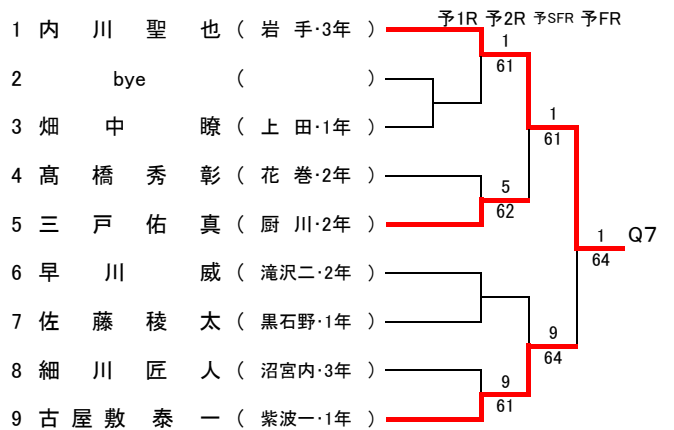 予1R 予2R 予SFR 予FR
1 内 川 聖 也 ( 岩 手･3年 )
1
61
2 bye ( )
1
61
3 畑 中 瞭 ( 上 田･1年 )
4 髙 橋 秀 彰 ( 花 巻･2年 )
5
62
5 三 戸 佑 真 ( 厨 川･2年 )
1
64
Q7
6 早 川 威 ( 滝沢二･2年 )
7 佐 藤 稜 太 ( 黒石野･1年 )
9
64
8 細 川 匠 人 ( 沼宮内･3年 )
9
61
9 古 屋 敷 泰 一 ( 紫波一･1年 )